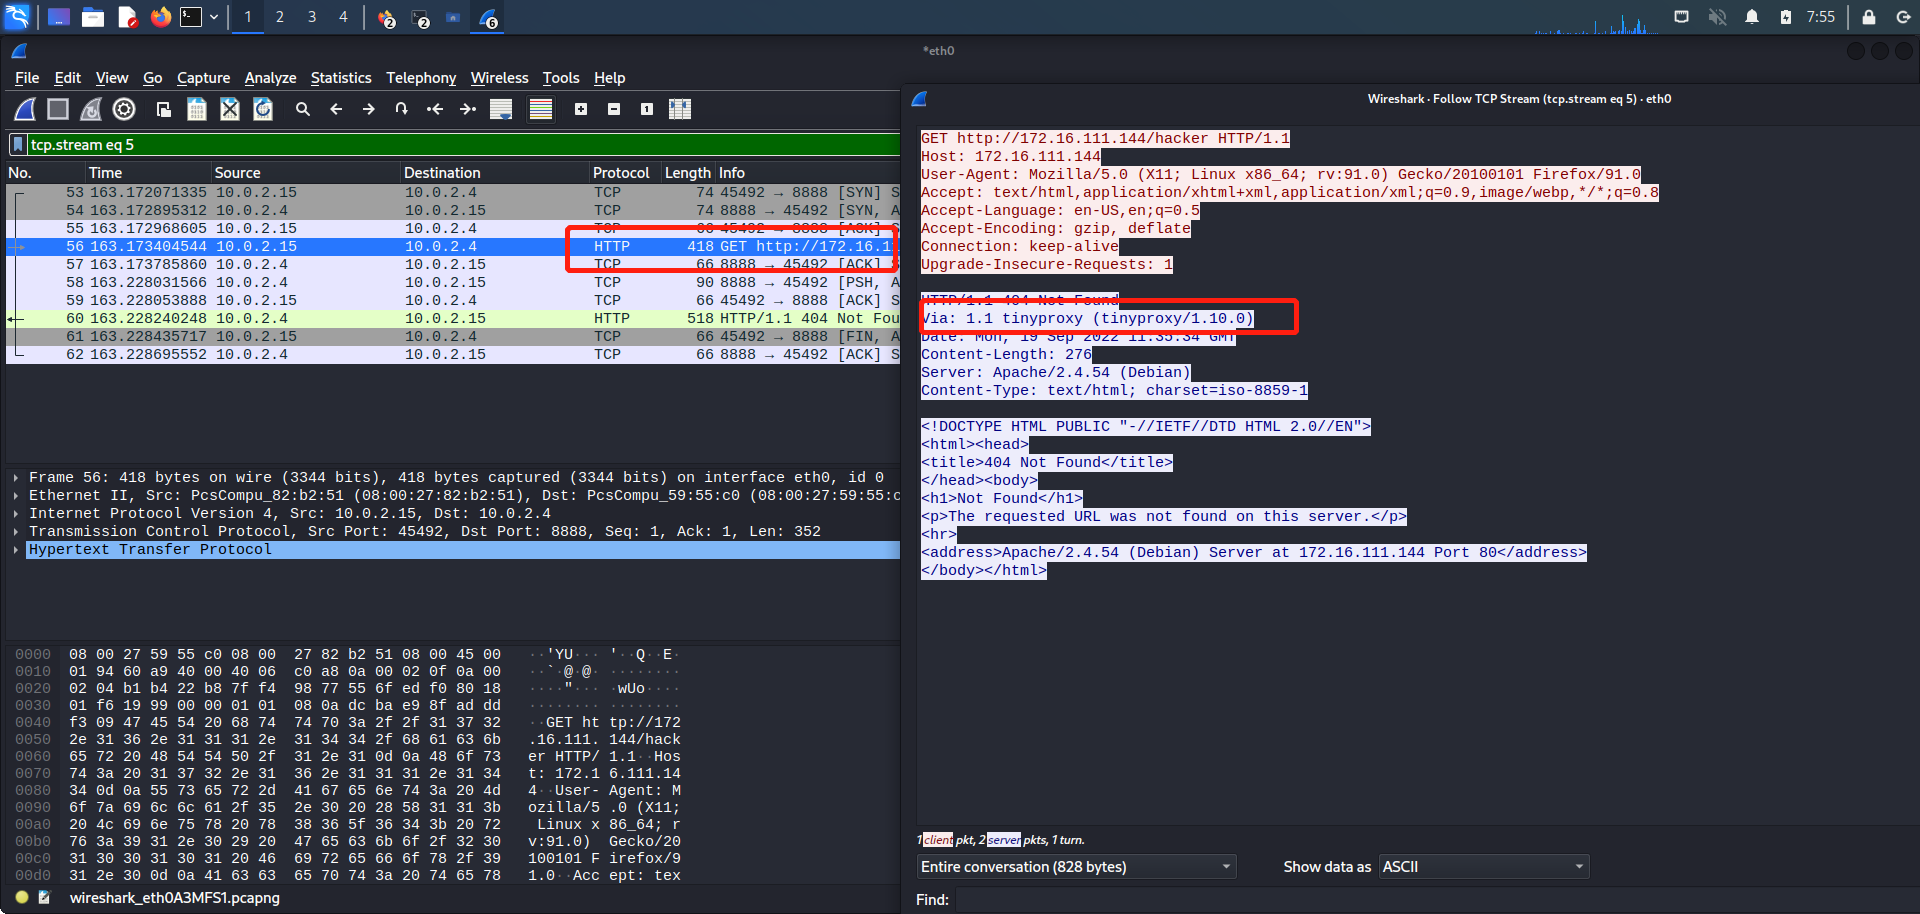 1 2 3 4 2 2 6 7:55
*eth0
File Edit View Go Capture Analyze Statistics Telephony Wireless Tools Help
tcp.stream eq 5
No. Time Source Destination Protocol Length Info
53 163.172071335 10.0.2.15 10.0.2.4 TCP 74 45492 → 8888 [SYN] S
54 163.172895312 10.0.2.4 10.0.2.15 TCP 74 8888 → 45492 [SYN, A
55 163.172968605 10.0.2.15 10.0.2.4 TCP 66 45492 → 8888 [ACK] S
56 163.173404544 10.0.2.15 10.0.2.4 HTTP 418 GET http://172.16.1
57 163.173785860 10.0.2.4 10.0.2.15 TCP 66 8888 → 45492 [ACK] S
58 163.228031566 10.0.2.4 10.0.2.15 TCP 90 8888 → 45492 [PSH, A
59 163.228053888 10.0.2.15 10.0.2.4 TCP 66 45492 → 8888 [ACK] S
60 163.228240248 10.0.2.4 10.0.2.15 HTTP 518 HTTP/1.1 404 Not Fou
61 163.228435717 10.0.2.15 10.0.2.4 TCP 66 45492 → 8888 [FIN, A
62 163.228695552 10.0.2.4 10.0.2.15 TCP 66 8888 → 45492 [ACK] S
Frame 56: 418 bytes on wire (3344 bits), 418 bytes captured (3344 bits) on interface eth0, id 0
Ethernet II, Src: PcsCompu_82:b2:51 (08:00:27:82:b2:51), Dst: PcsCompu_59:55:c0 (08:00:27:59:55:c
Internet Protocol Version 4, Src: 10.0.2.15, Dst: 10.0.2.4
Transmission Control Protocol, Src Port: 45492, Dst Port: 8888, Seq: 1, Ack: 1, Len: 352
Hypertext Transfer Protocol
0000 08 00 27 59 55 c0 08 00 27 82 b2 51 08 00 45 00 ··'YU··· '··Q··E·
0010 01 94 60 a9 40 00 40 06 c0 a8 0a 00 02 0f 0a 00 ··`·@·@· ········
0020 02 04 b1 b4 22 b8 7f f4 98 77 55 6f ed f0 80 18 ····"··· ·wUo····
0030 01 f6 19 99 00 00 01 01 08 0a dc ba e9 8f ad dd ········ ········
0040 f3 09 47 45 54 20 68 74 74 70 3a 2f 2f 31 37 32 ··GET ht tp://172
0050 2e 31 36 2e 31 31 31 2e 31 34 34 2f 68 61 63 6b .16.111. 144/hack
0060 65 72 20 48 54 54 50 2f 31 2e 31 0d 0a 48 6f 73 er HTTP/ 1.1··Hos
0070 74 3a 20 31 37 32 2e 31 36 2e 31 31 31 2e 31 34 t: 172.1 6.111.14
0080 34 0d 0a 55 73 65 72 2d 41 67 65 6e 74 3a 20 4d 4··User- Agent: M
0090 6f 7a 69 6c 6c 61 2f 35 2e 30 20 28 58 31 31 3b ozilla/5 .0 (X11;
00a0 20 4c 69 6e 75 78 20 78 38 36 5f 36 34 3b 20 72 Linux x 86_64; r
00b0 76 3a 39 31 2e 30 29 20 47 65 63 6b 6f 2f 32 30 v:91.0) Gecko/20
00c0 31 30 30 31 30 31 20 46 69 72 65 66 6f 78 2f 39 100101 F irefox/9
00d0 31 2e 30 0d 0a 41 63 63 65 70 74 3a 20 74 65 78 1.0··Acc ept: tex
wireshark_eth0A3MFS1.pcapng
Wireshark · Follow TCP Stream (tcp.stream eq 5) · eth0
GET http://172.16.111.144/hacker HTTP/1.1
Host: 172.16.111.144
User-Agent: Mozilla/5.0 (X11; Linux x86_64; rv:91.0) Gecko/20100101 Firefox/91.0
Accept: text/html,application/xhtml+xml,application/xml;q=0.9,image/webp,*/*;q=0.8
Accept-Language: en-US,en;q=0.5
Accept-Encoding: gzip, deflate
Connection: keep-alive
Upgrade-Insecure-Requests: 1
HTTP/1.1 404 Not Found
Via: 1.1 tinyproxy (tinyproxy/1.10.0)
Date: Mon, 19 Sep 2022 11:35:34 GMT
Content-Length: 276
Server: Apache/2.4.54 (Debian)
Content-Type: text/html; charset=iso-8859-1
<!DOCTYPE HTML PUBLIC "-//IETF//DTD HTML 2.0//EN">
<html><head>
<title>404 Not Found</title>
</head><body>
<h1>Not Found</h1>
<p>The requested URL was not found on this server.</p>
<hr>
<address>Apache/2.4.54 (Debian) Server at 172.16.111.144 Port 80</address>
</body></html>
1 client pkt, 2 server pkts, 1 turn.
Entire conversation (828 bytes) Show data as ASCII
Find: